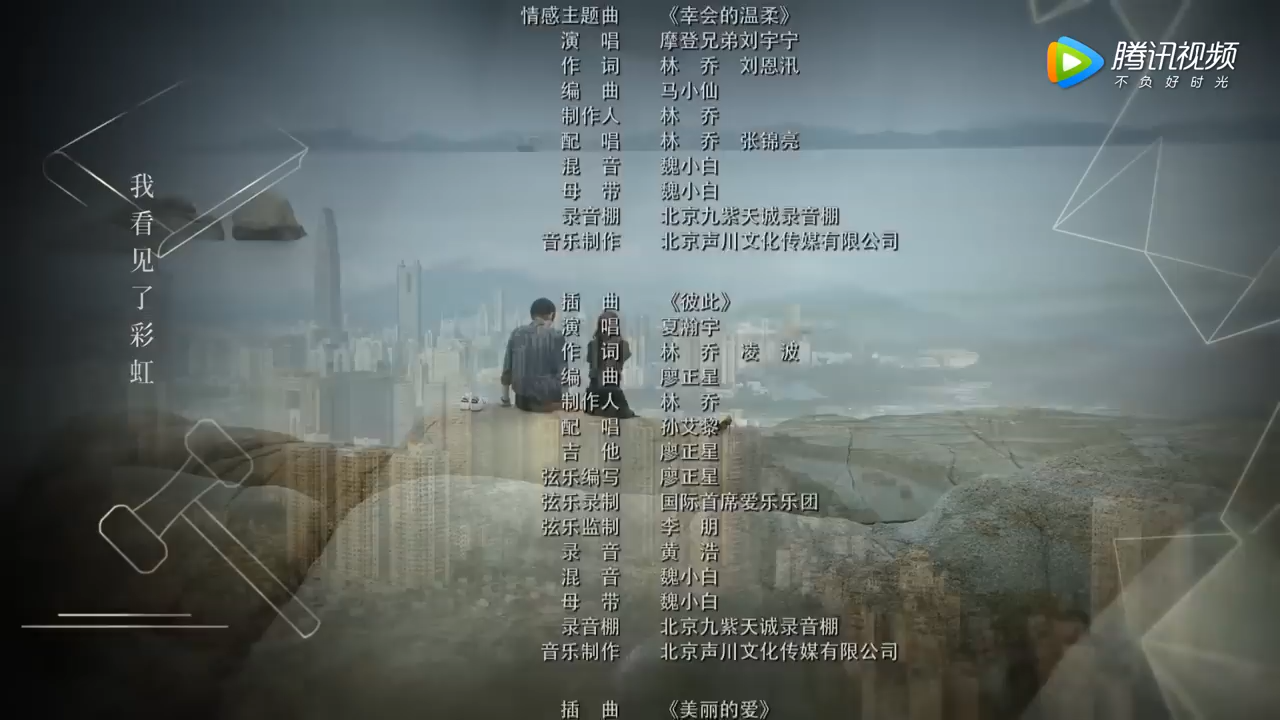 情感主题曲 《幸会的温柔》
演 唱 摩登兄弟刘宇宁
作 词 林 乔 刘恩汛
编 曲 马小仙
制作人 林 乔
配 唱 林 乔 张锦亮
混 音 魏小白
母 带 魏小白
录音棚 北京九紫天诚录音棚
音乐制作 北京声川文化传媒有限公司
插 曲 《彼此》
演 唱 夏瀚宇
作 词 林 乔 凌 波
编 曲 廖正星
制作人 林 乔
配 唱 孙艾黎
吉 他 廖正星
弦乐编写 廖正星
弦乐录制 国际首席爱乐乐团
弦乐监制 李 朋
录 音 黄 浩
混 音 魏小白
母 带 魏小白
录音棚 北京九紫天诚录音棚
音乐制作 北京声川文化传媒有限公司
插 曲 《美丽的爱》
我看见了彩虹
腾讯视频
不负好时光